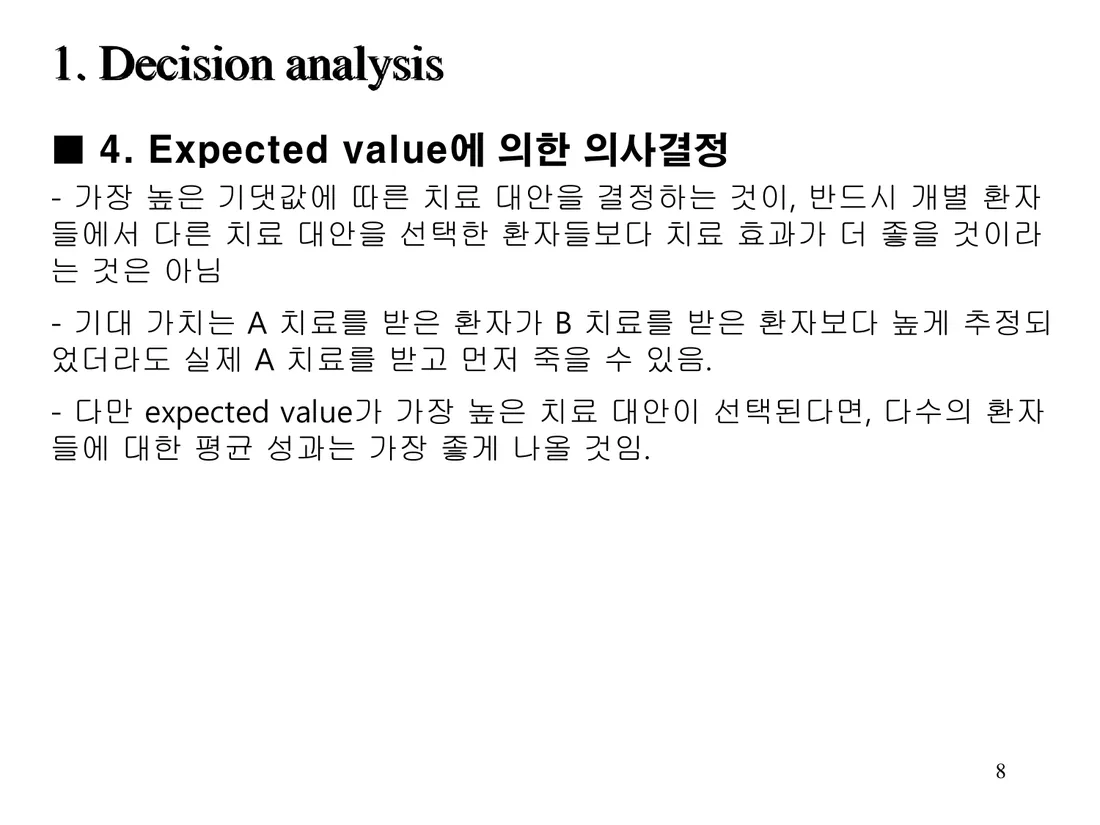 1. Decision analysis
■ 4. Expected value에 의한 의사결정
- 가장 높은 기댓값에 따른 치료 대안을 결정하는 것이, 반드시 개별 환자
들에서 다른 치료 대안을 선택한 환자들보다 치료 효과가 더 좋을 것이라
는 것은 아님
- 기대 가치는 A 치료를 받은 환자가 B 치료를 받은 환자보다 높게 추정되
었더라도 실제 A 치료를 받고 먼저 죽을 수 있음.
- 다만 expected value가 가장 높은 치료 대안이 선택된다면, 다수의 환자
들에 대한 평균 성과는 가장 좋게 나올 것임.
8